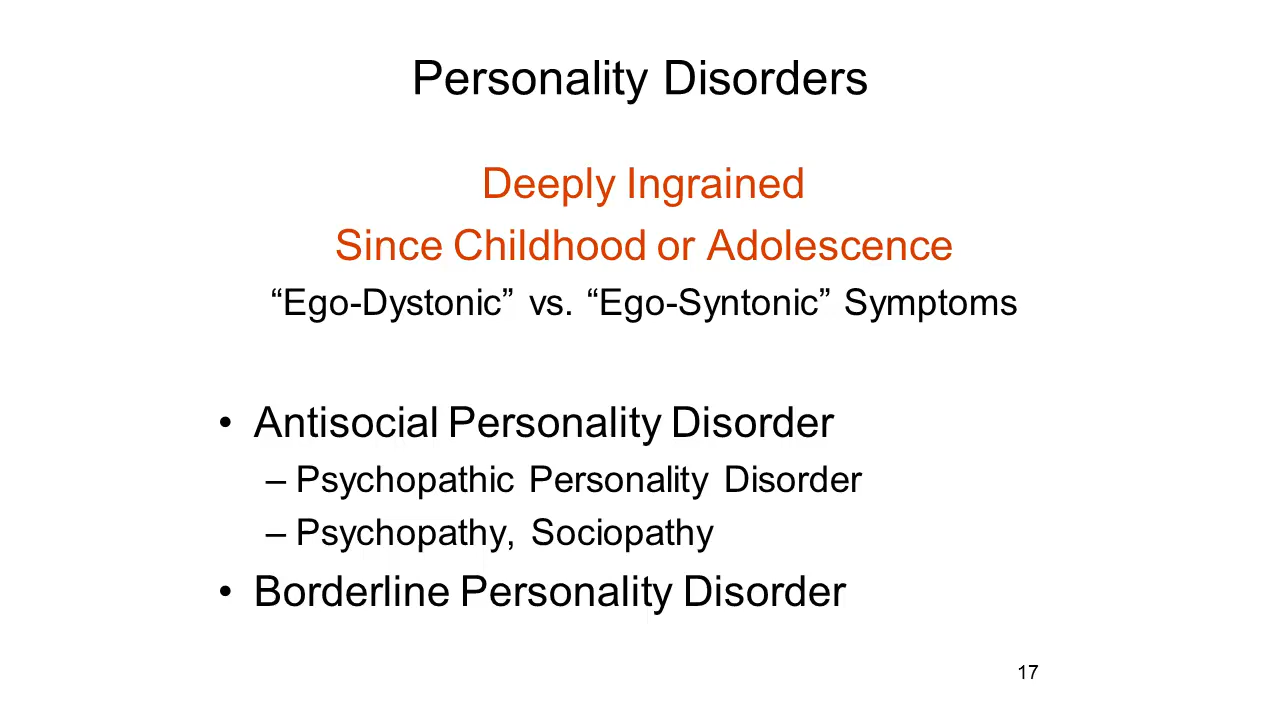 Personality Disorders
Deeply Ingrained
Since Childhood or Adolescence
“Ego-Dystonic” vs. “Ego-Syntonic” Symptoms
• Antisocial Personality Disorder
– Psychopathic Personality Disorder
– Psychopathy, Sociopathy
• Borderline Personality Disorder
17